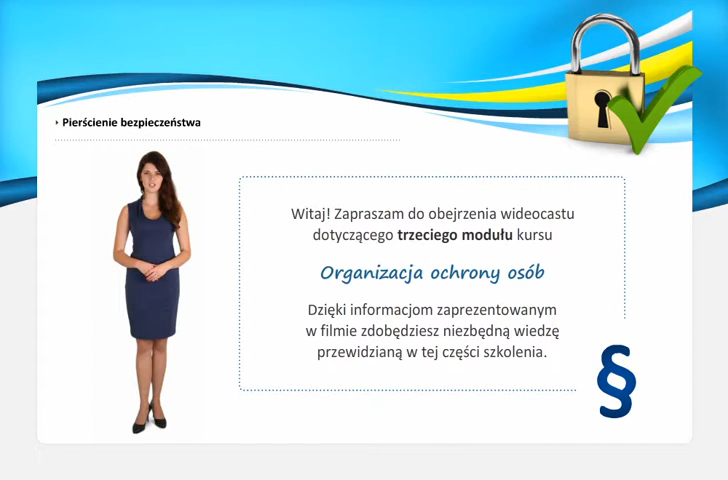 Pierścienie bezpieczeństwa
Witaj! Zapraszam do obejrzenia wideocastu
dotyczącego trzeciego modułu kursu
Organizacja ochrony osób
Dzięki informacjom zaprezentowanym
w filmie zdobędziesz niezbędną wiedzę
przewidzianą w tej części szkolenia.
§